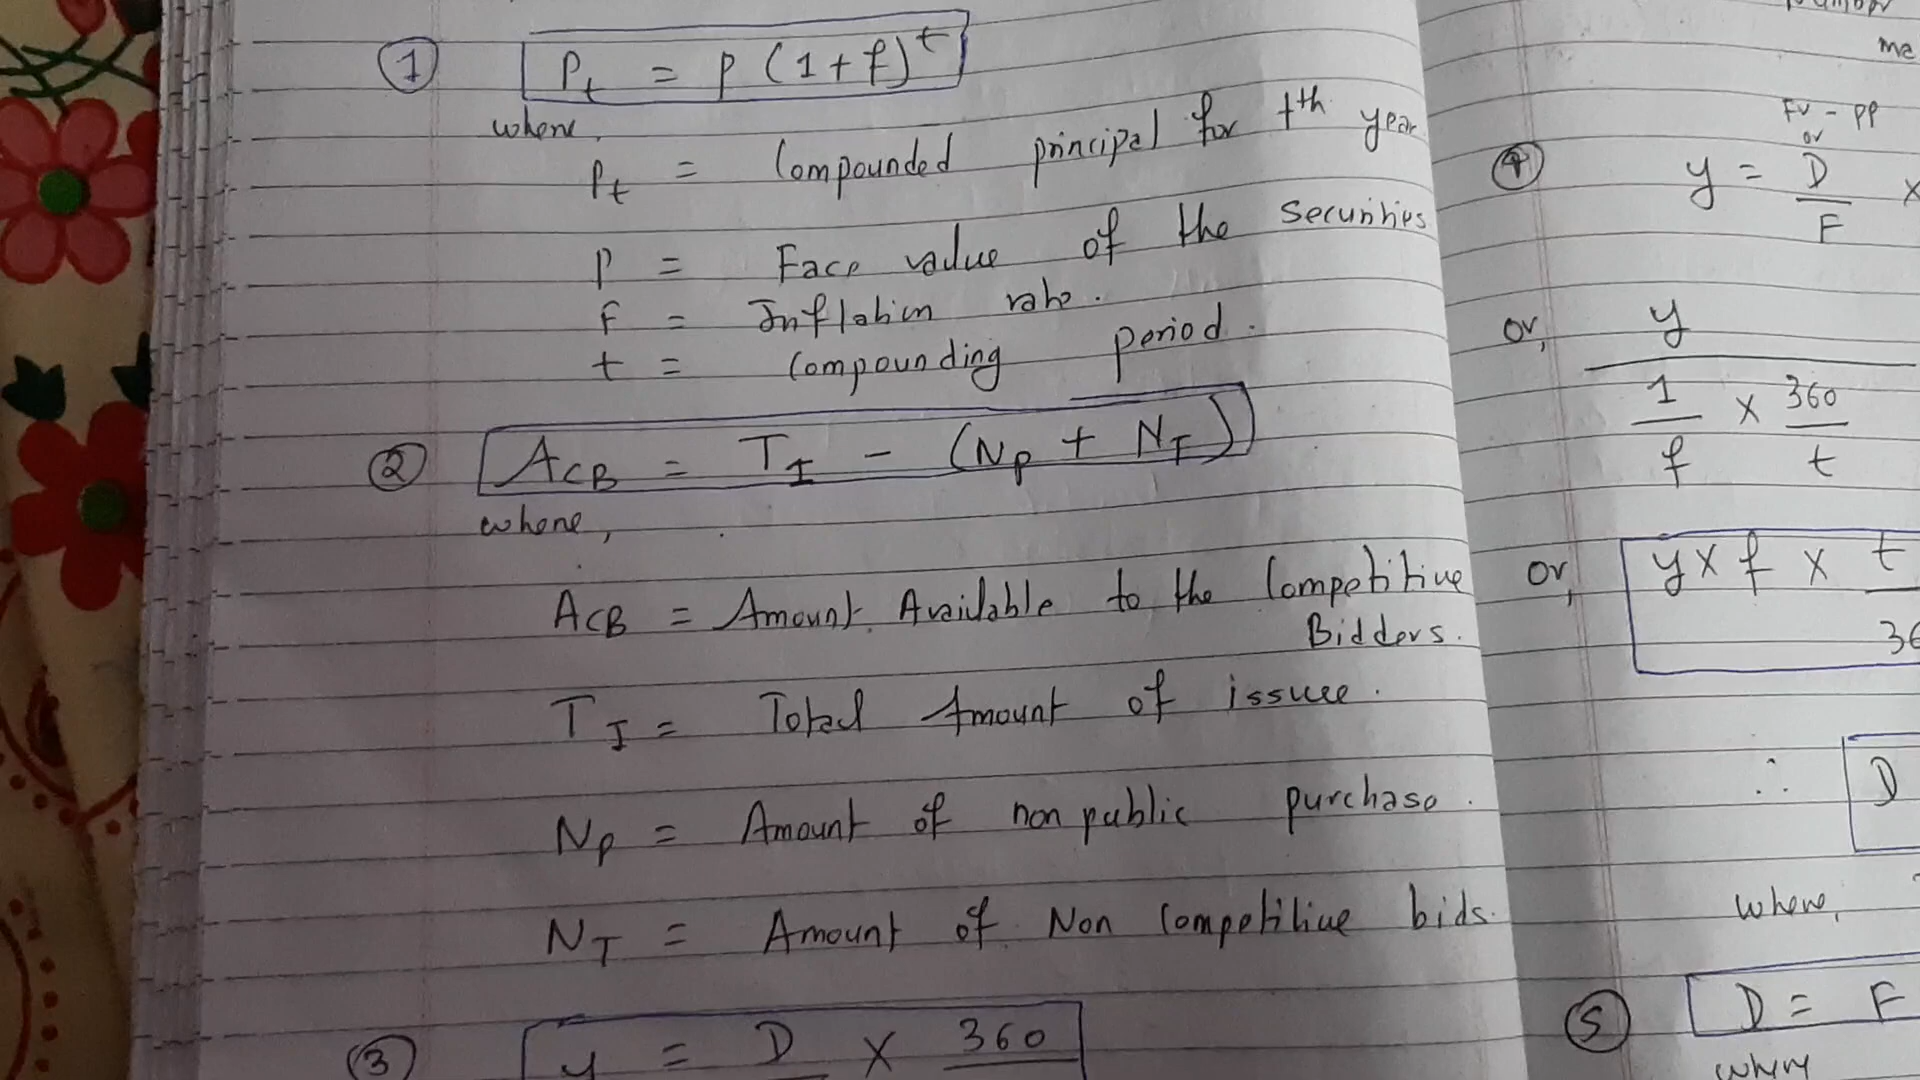 ① Pt = P (1+f)^t
where,
Pt = Compounded principal for tth year
P = Face value of the securities
F = Inflation rate.
t = Compounding period.
② ACB = TI - (NP + NT)
where,
ACB = Amount Available to the Competitive
Bidders.
TI = Total Amount of issue.
NP = Amount of non public purchase.
NT = Amount of Non Competitive bids.
③ y = D × 360
me
FV - PP
or
④ y = D ×
F
or, y
1 × 360
f t
or, y × f × t
36
∴ D
where,
⑤ D = F
where